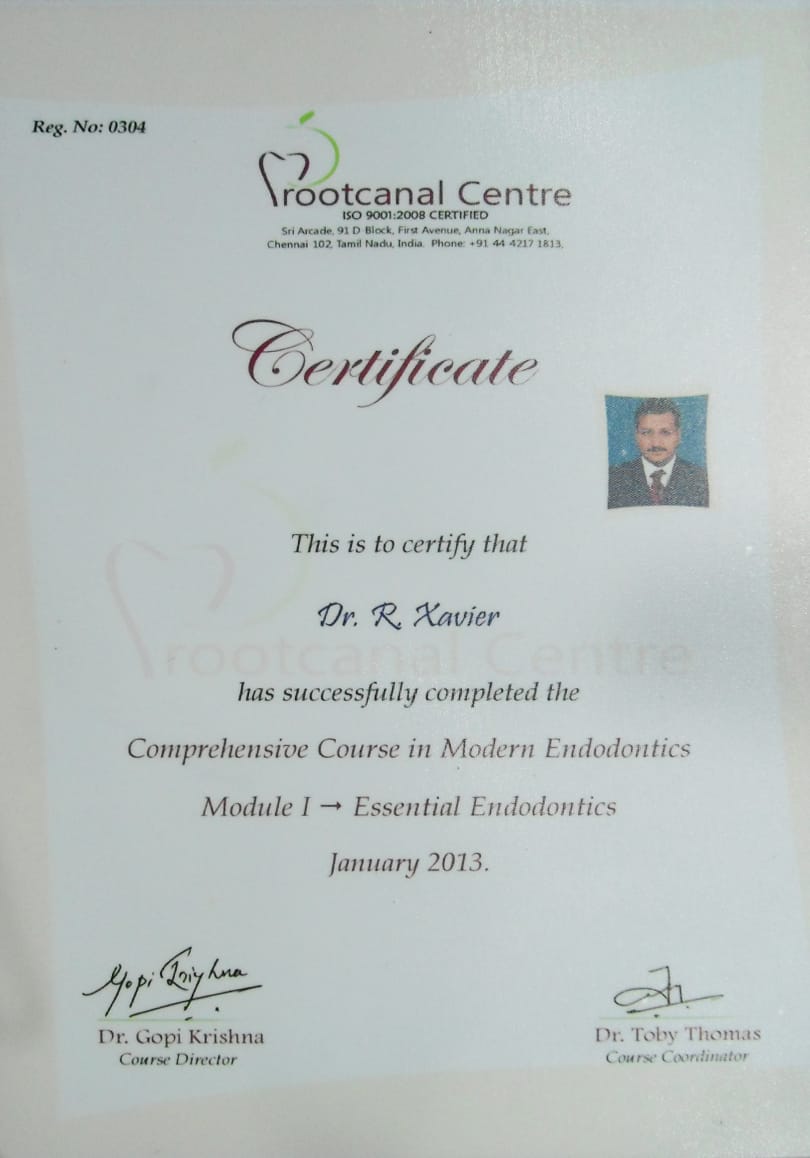 Reg. No: 0304
rootcanal Centre
ISO 9001:2008 CERTIFIED
Sri Arcade, 91 D Block, First Avenue, Anna Nagar East,
Chennai 102, Tamil Nadu, India. Phone: +91 44 4217 1813.
Certificate
This is to certify that
Dr. R. Xavier
rootcanal Centre
has successfully completed the
Comprehensive Course in Modern Endodontics
Module I → Essential Endodontics
January 2013.
Gopi Krishna
Dr. Gopi Krishna
Course Director
Dr. Toby Thomas
Course Coordinator